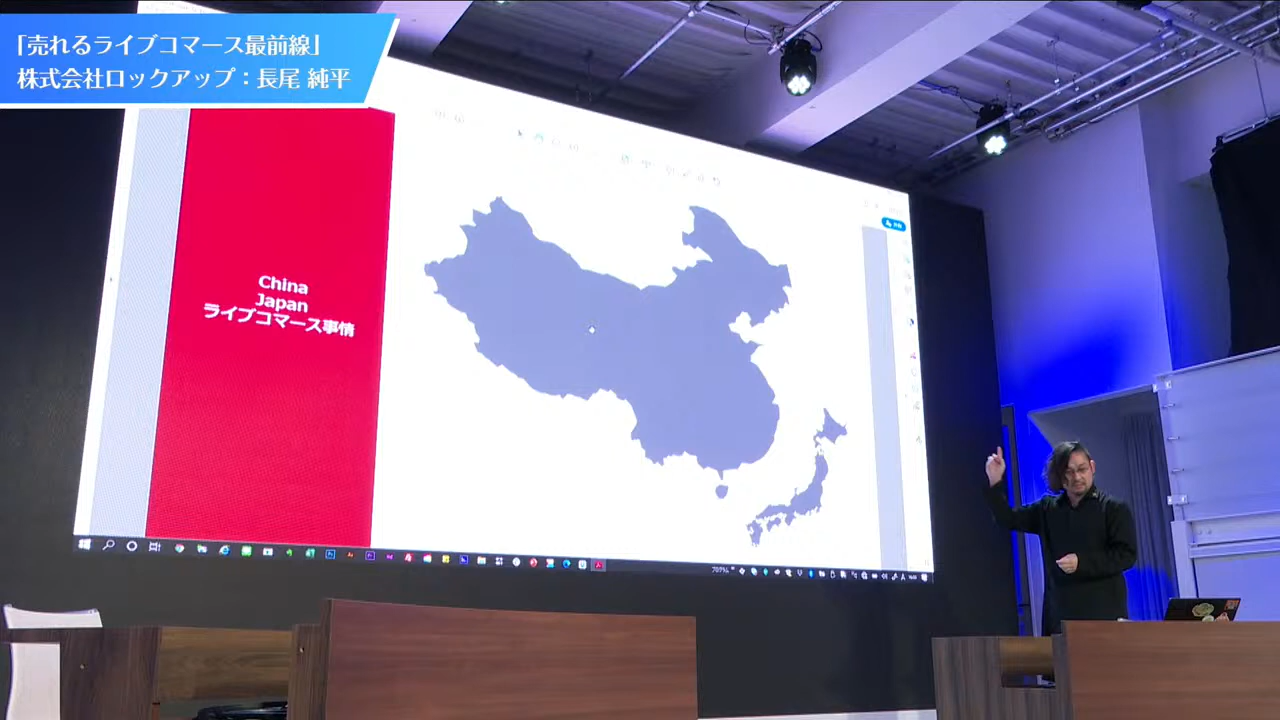 「売れるライブコマース最前線」
株式会社ロックアップ：長尾 純平
China
Japan
ライブコマース事情